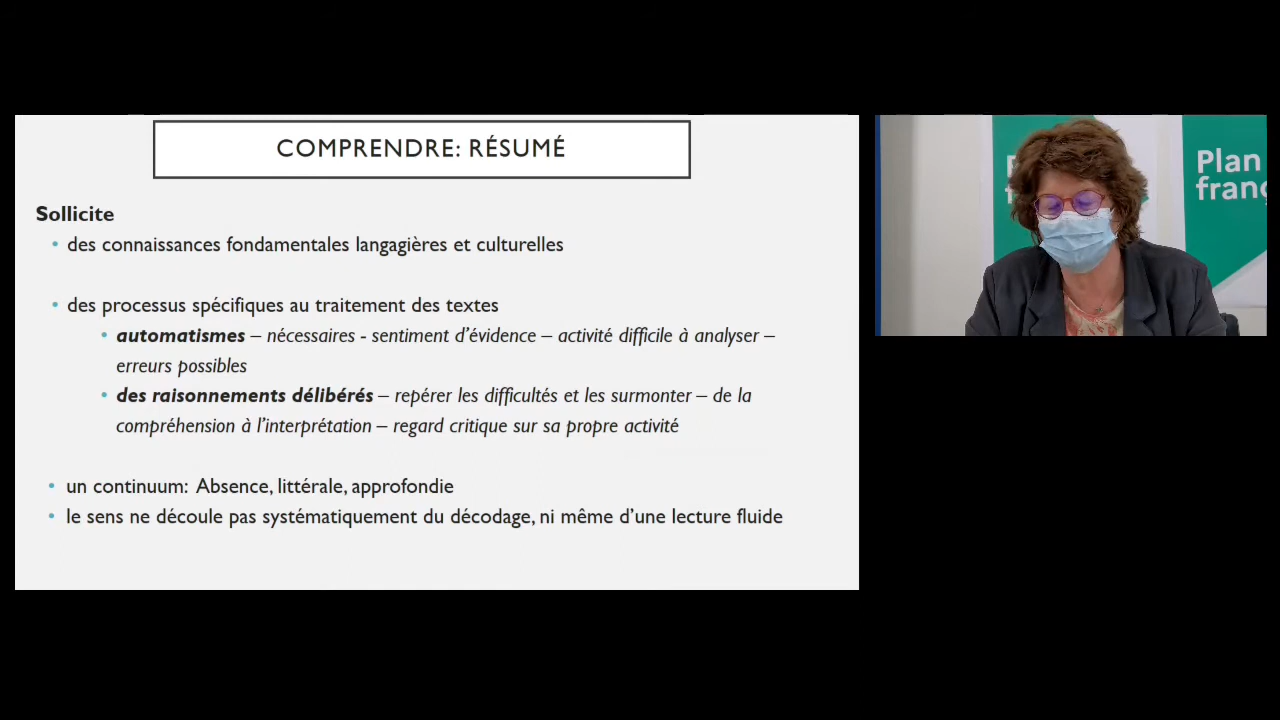 COMPRENDRE: RÉSUMÉ
Sollicite
• des connaissances fondamentales langagières et culturelles
• des processus spécifiques au traitement des textes
• automatismes – nécessaires - sentiment d'évidence – activité difficile à analyser –
erreurs possibles
• des raisonnements délibérés – repérer les difficultés et les surmonter – de la
compréhension à l'interprétation – regard critique sur sa propre activité
• un continuum: Absence, littérale, approfondie
• le sens ne découle pas systématiquement du décodage, ni même d'une lecture fluide
Plan
franç